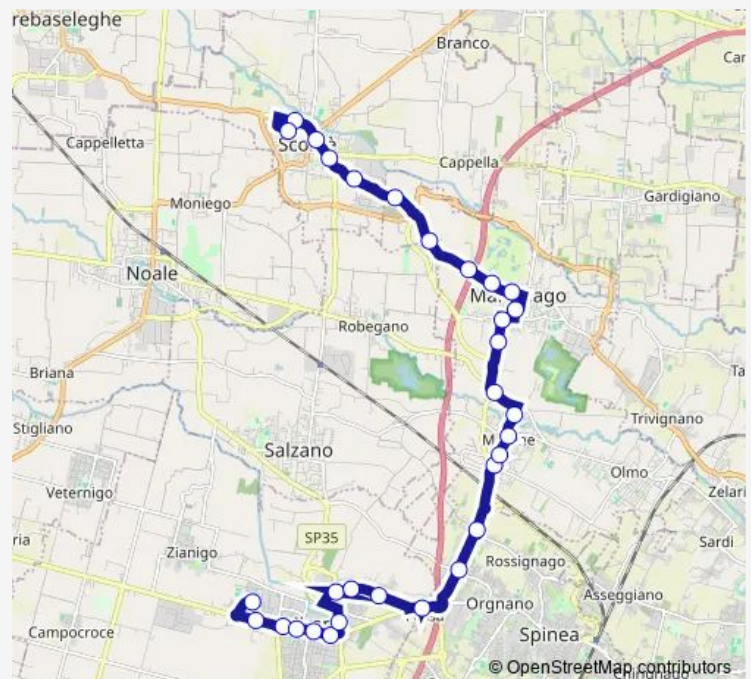 rebaseleghe
Branco
Car
Cappelletta
Cappella
Gardigiano
Moniego
Noale
Robegano
Briana
Ta
Stigliano
Trivignano
Salzano
Olmo
Veternigo
Zelari
ria
SP35
Sardi
Zianigo
Rossignago
Asseggiano
Orgnano
Campocroce
Spinea
© OpenStreetMap contributors